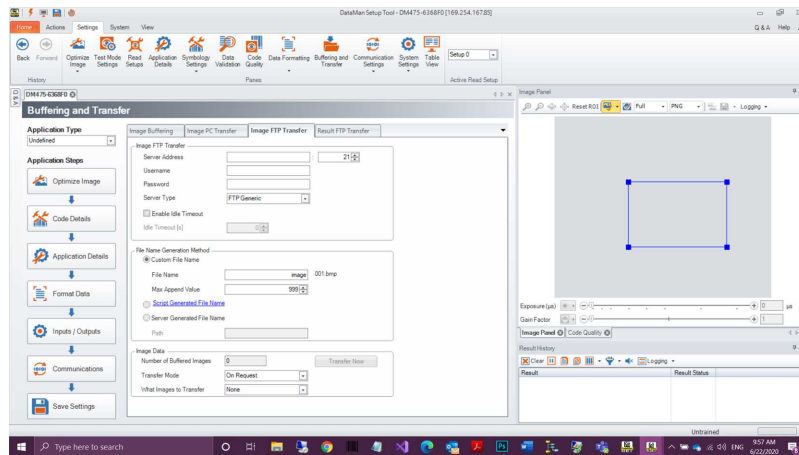 DataMan Setup Tool - DM475-6368F0 [169.254.167.85]
Home Actions Settings System View Q & A Help
Back Forward Optimize Image Test Mode Settings Read Setups Application Details Symbology Settings Data Validation Code Quality Data Formatting Buffering and Transfer Communication Settings System Settings Table View Setup 0
History Panes Active Read Setup
Q&A DM475-6368F0
Buffering and Transfer
Application Type
Undefined
Application Steps
Optimize Image
Code Details
Application Details
Format Data
Inputs / Outputs
Communications
Save Settings
Image Buffering Image PC Transfer Image FTP Transfer Result FTP Transfer
Image FTP Transfer
Server Address : 21
Username
Password
Server Type FTP Generic
Enable Idle Timeout
Idle Timeout [s] 0
File Name Generation Method
Custom File Name
File Name image 001.bmp
Max Append Value 999
Script Generated File Name
Server Generated File Name
Path
Image Data
Number of Buffered Images 0 Transfer Now
Transfer Mode On Request
What Images to Transfer None
Image Panel
Reset ROI Full PNG Logging
Exposure (µs) 0 µs
Gain Factor 1
Image Panel Code Quality
Result History
Clear Logging
Result Result Status
Untrained
Type here to search
ENG 9:57 AM
6/22/2020